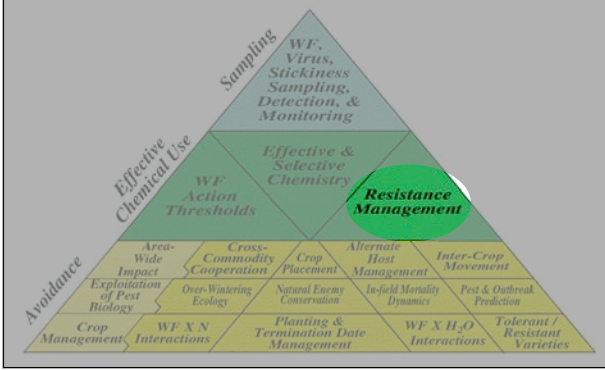 Sampling
WF,
Virus,
Stickiness
Sampling,
Detection, &
Monitoring
Effective
Chemical Use
WF
Action
Thresholds
Effective &
Selective
Chemistry
Resistance
Management
Avoidance
Area-
Wide
Impact
Cross-
Commodity
Cooperation
Crop
Placement
Alternate
Host
Management
Inter-Crop
Movement
Exploitation
of Pest
Biology
Over-Wintering
Ecology
Natural Enemy
Conservation
In-field Mortality
Dynamics
Pest & Outbreak
Prediction
Crop
Management
WF X N
Interactions
Planting &
Termination Date
Management
WF X H₂O
Interactions
Tolerant /
Resistant
Varieties